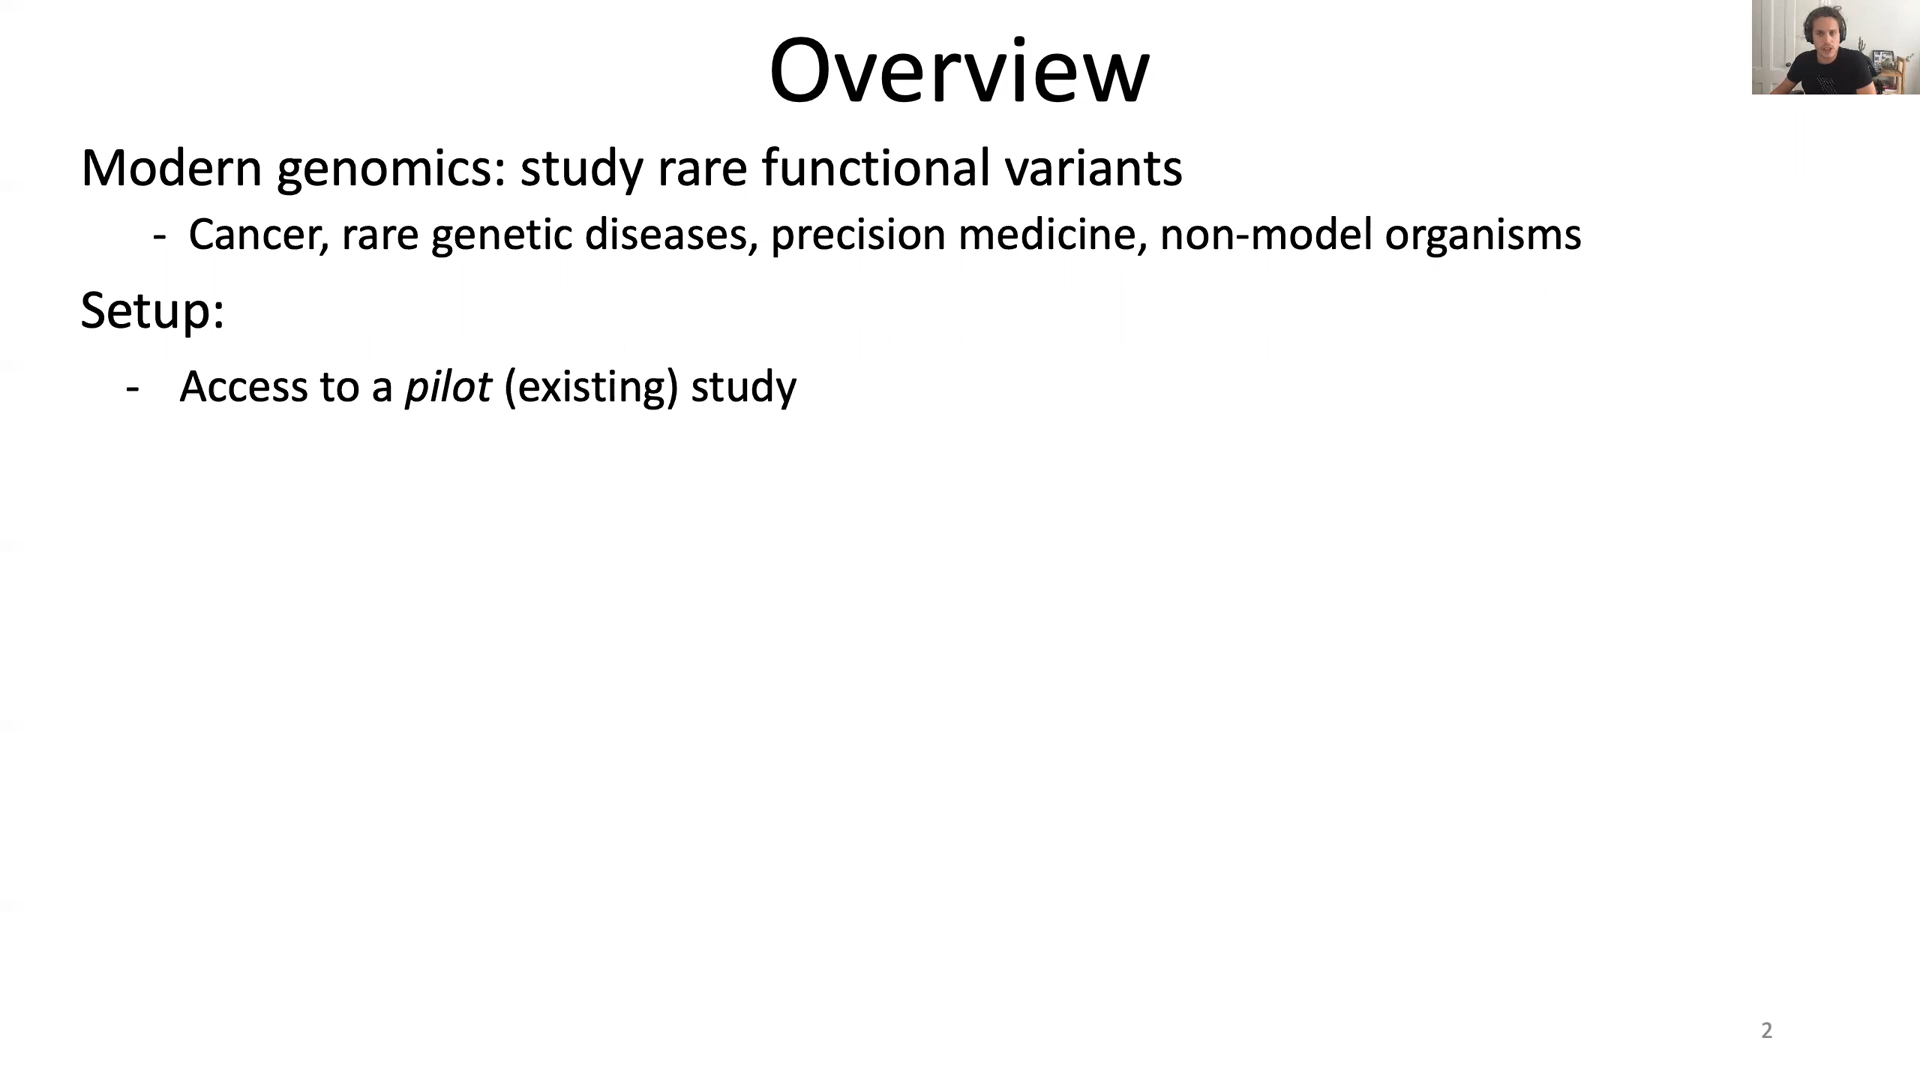 Overview
Modern genomics: study rare functional variants
- Cancer, rare genetic diseases, precision medicine, non-model organisms
Setup:
- Access to a pilot (existing) study
2